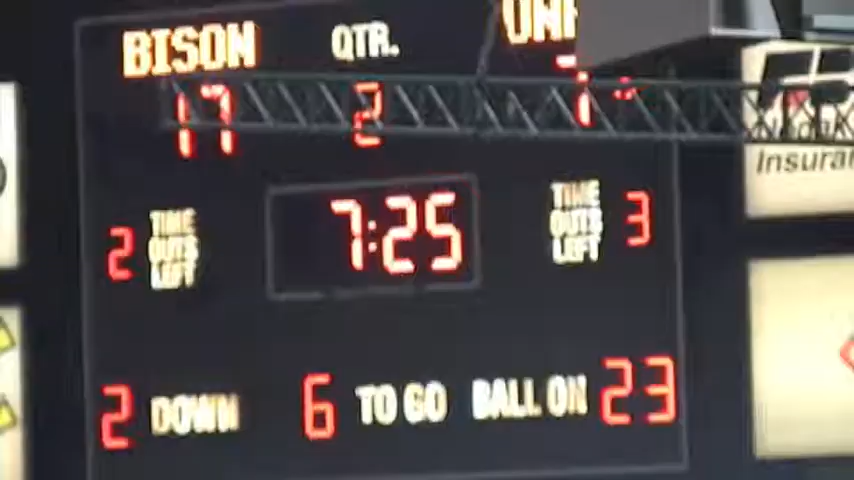 BISON QTR.
17 2
2 TIME OUTS LEFT 7:25 TIME OUTS LEFT 3
2 DOWN 6 TO GO BALL ON 23